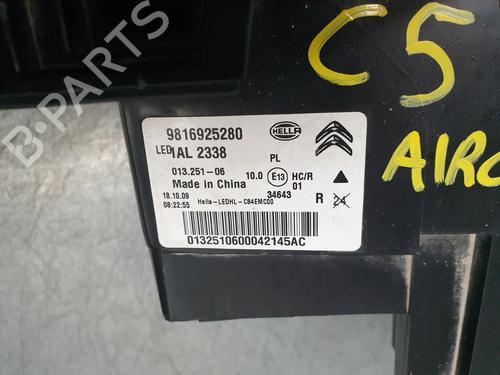 C5
AIRC
9816925280
HELLA
LED 1AL 2338
PL
013.251-06
10.0
E13
HC/R
Made in China
01
18.10.09
34643
R
24
08:22:55
Hella-LEDHL-C84EMC00
0132510600042145AC
B-PARTS